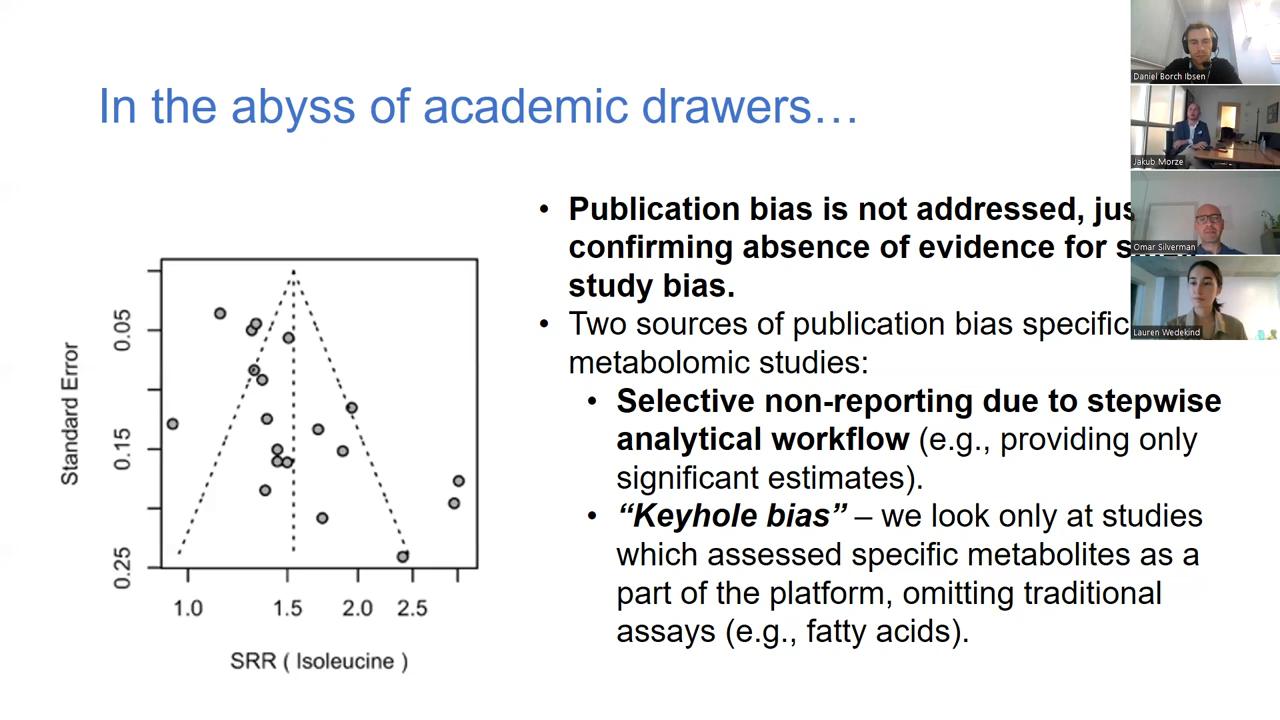 In the abyss of academic drawers…
• Publication bias is not addressed,
confirming absence of evidence for
study bias.
• Two sources of publication bias specific
metabolomic studies:
• Selective non-reporting due to stepwise
analytical workflow (e.g., providing only
significant estimates).
• “Keyhole bias” – we look only at studies
which assessed specific metabolites as a
part of the platform, omitting traditional
assays (e.g., fatty acids).
Standard Error
0.05
0.15
0.25
1.0 1.5 2.0 2.5
SRR ( Isoleucine )
Daniel Borch Ibsen
Jakub Morze
Omar Silverman
Lauren Wedekind